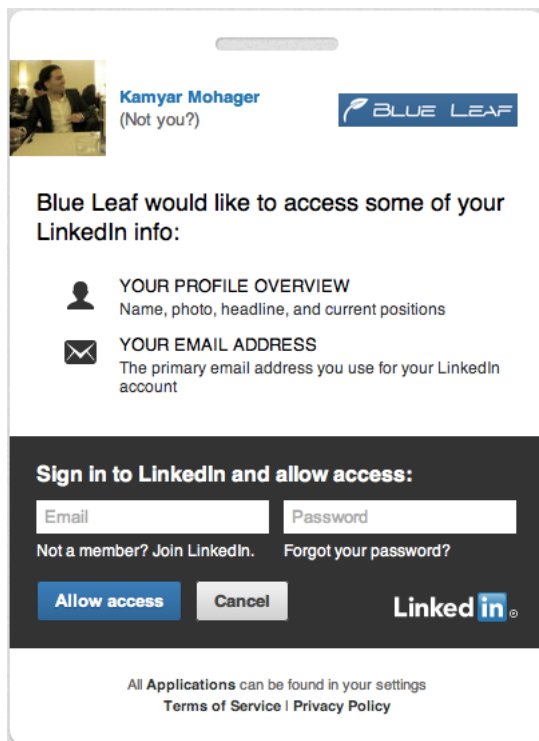 Kamyar Mohager
(Not you?)
BLUE LEAF
Blue Leaf would like to access some of your
LinkedIn info:
YOUR PROFILE OVERVIEW
Name, photo, headline, and current positions
YOUR EMAIL ADDRESS
The primary email address you use for your LinkedIn
account
Sign in to LinkedIn and allow access:
Email Password
Not a member? Join LinkedIn. Forgot your password?
Allow access Cancel Linked in ®
All Applications can be found in your settings
Terms of Service | Privacy Policy